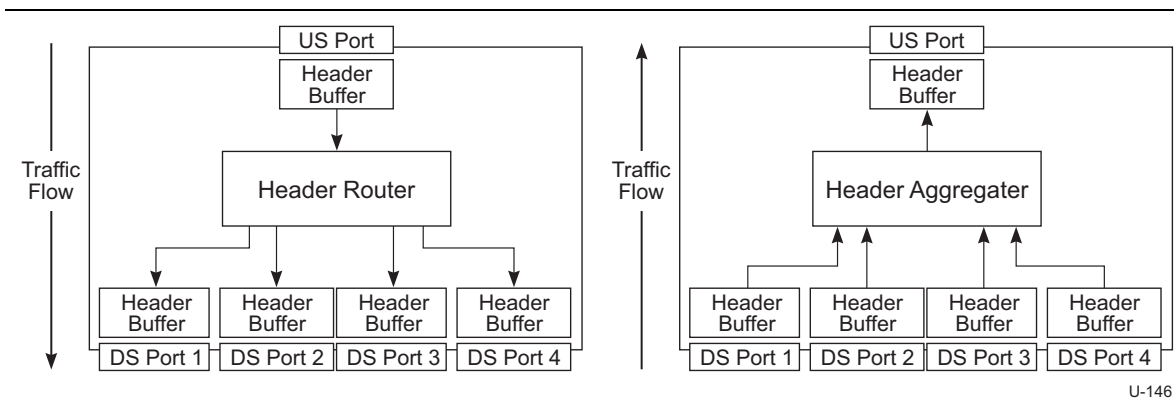 US Port
Header
Buffer
Traffic
Flow
Header Router
Header
Buffer
Header
Buffer
Header
Buffer
Header
Buffer
DS Port 1
DS Port 2
DS Port 3
DS Port 4
US Port
Header
Buffer
Traffic
Flow
Header Aggregater
Header
Buffer
Header
Buffer
Header
Buffer
Header
Buffer
DS Port 1
DS Port 2
DS Port 3
DS Port 4
U-146